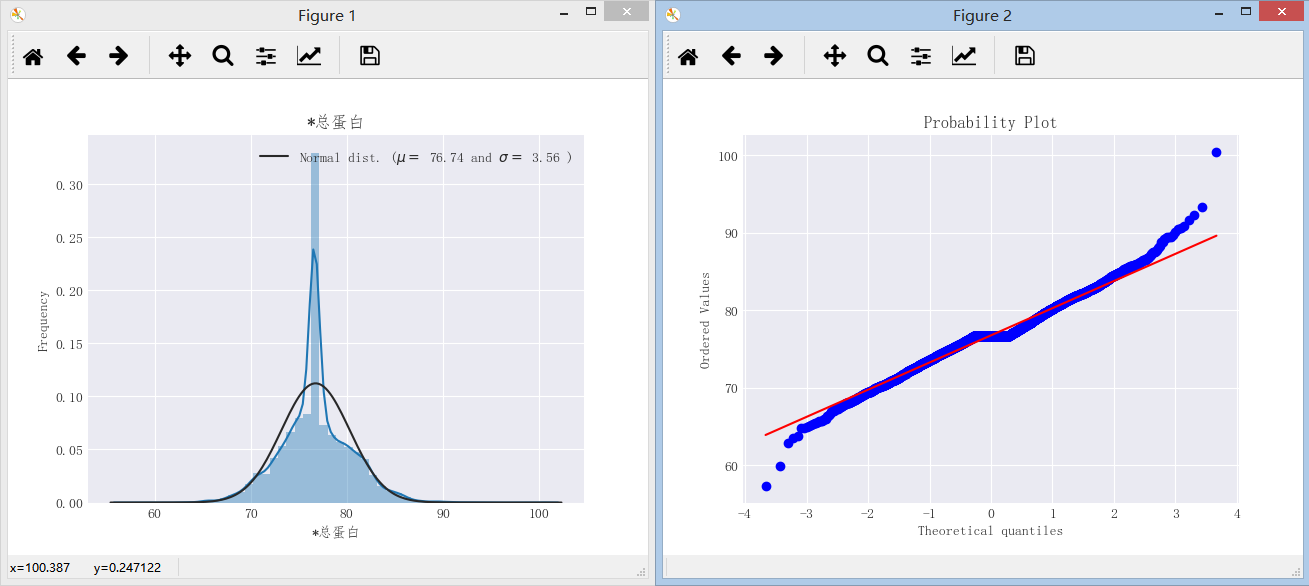 Figure 1
*总蛋白
Normal dist. (μ = 76.74 and σ = 3.56 )
0.30
0.25
0.20
0.15
0.10
0.05
0.00
Frequency
60 70 80 90 100
*总蛋白
x=100.387 y=0.247122
Figure 2
Probability Plot
100
90
80
70
60
Ordered Values
-4 -3 -2 -1 0 1 2 3 4
Theoretical quantiles